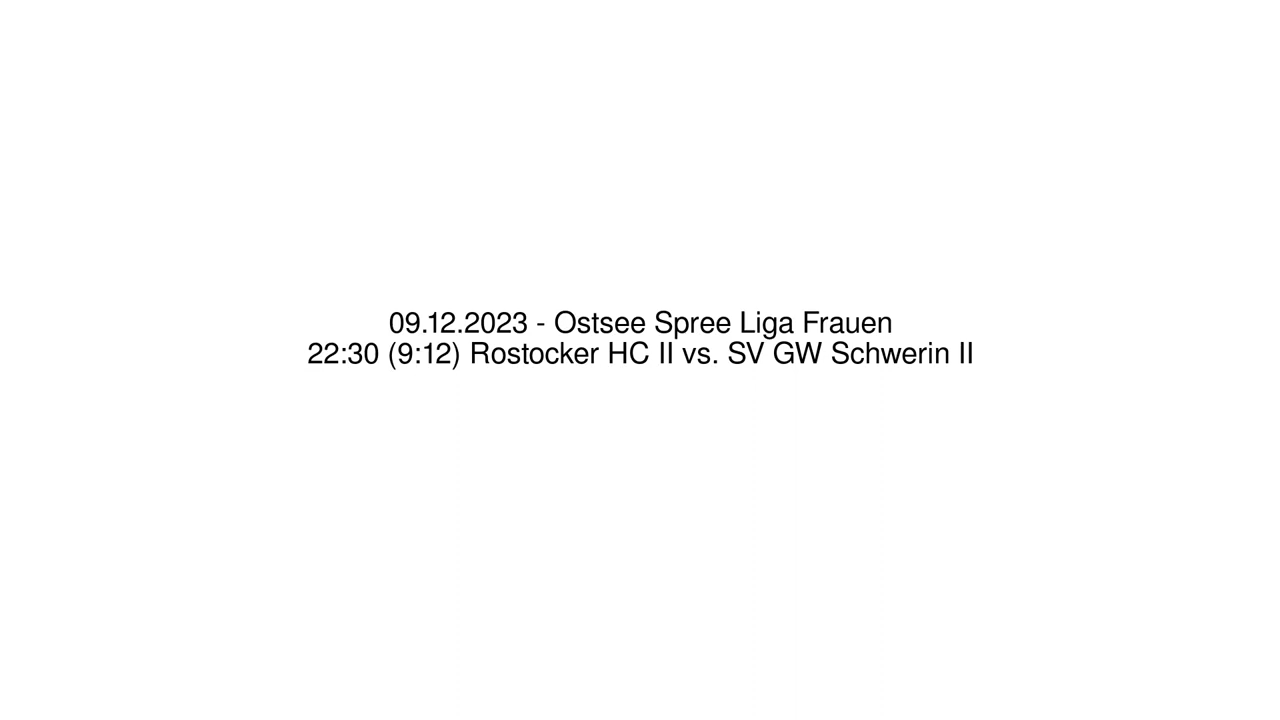 09.12.2023 - Ostsee Spree Liga Frauen
22:30 (9:12) Rostocker HC II vs. SV GW Schwerin II